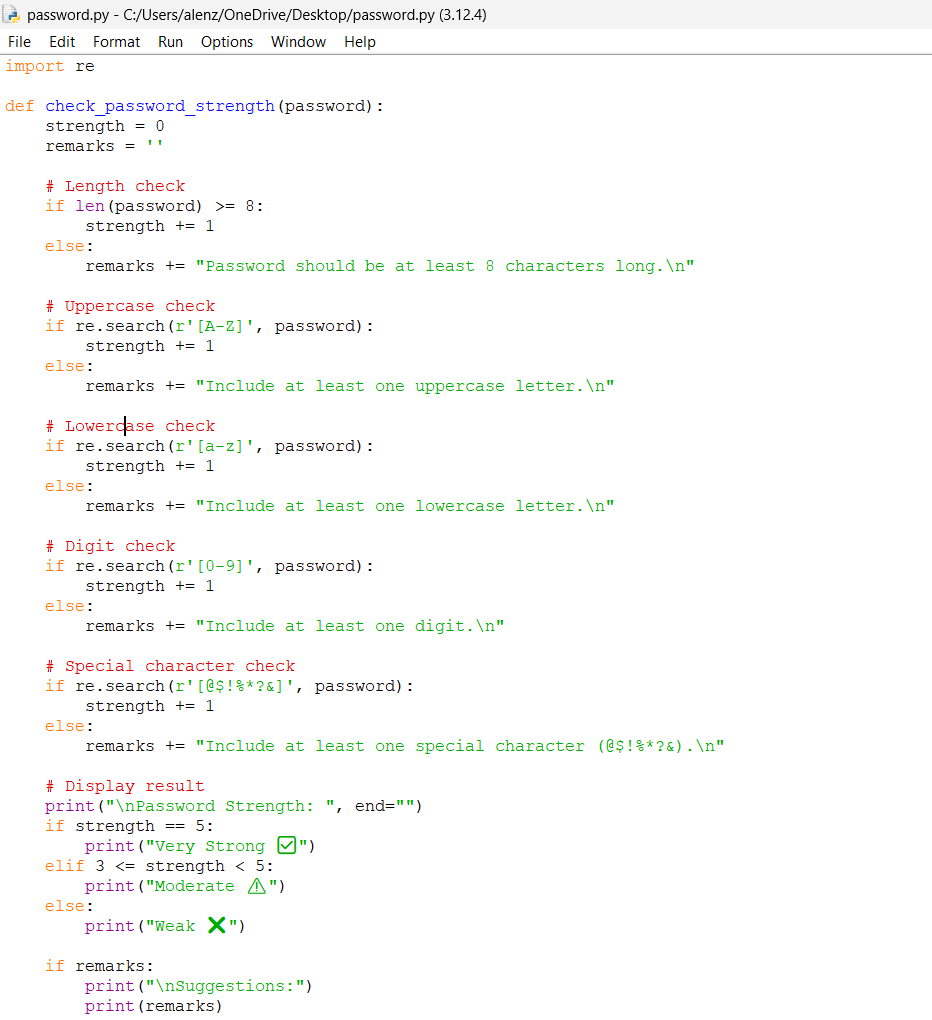 password.py - C:/Users/alenz/OneDrive/Desktop/password.py (3.12.4)
File Edit Format Run Options Window Help
import re

def check_password_strength(password):
    strength = 0
    remarks = ''

    # Length check
    if len(password) >= 8:
        strength += 1
    else:
        remarks += "Password should be at least 8 characters long.\n"

    # Uppercase check
    if re.search(r'[A-Z]', password):
        strength += 1
    else:
        remarks += "Include at least one uppercase letter.\n"

    # Lowercase check
    if re.search(r'[a-z]', password):
        strength += 1
    else:
        remarks += "Include at least one lowercase letter.\n"

    # Digit check
    if re.search(r'[0-9]', password):
        strength += 1
    else:
        remarks += "Include at least one digit.\n"

    # Special character check
    if re.search(r'[@$!%*?&]', password):
        strength += 1
    else:
        remarks += "Include at least one special character (@$!%*?&).\n"

    # Display result
    print("\nPassword Strength: ", end="")
    if strength == 5:
        print("Very Strong ✅")
    elif 3 <= strength < 5:
        print("Moderate ⚠️")
    else:
        print("Weak ❌")

    if remarks:
        print("\nSuggestions:")
        print(remarks)